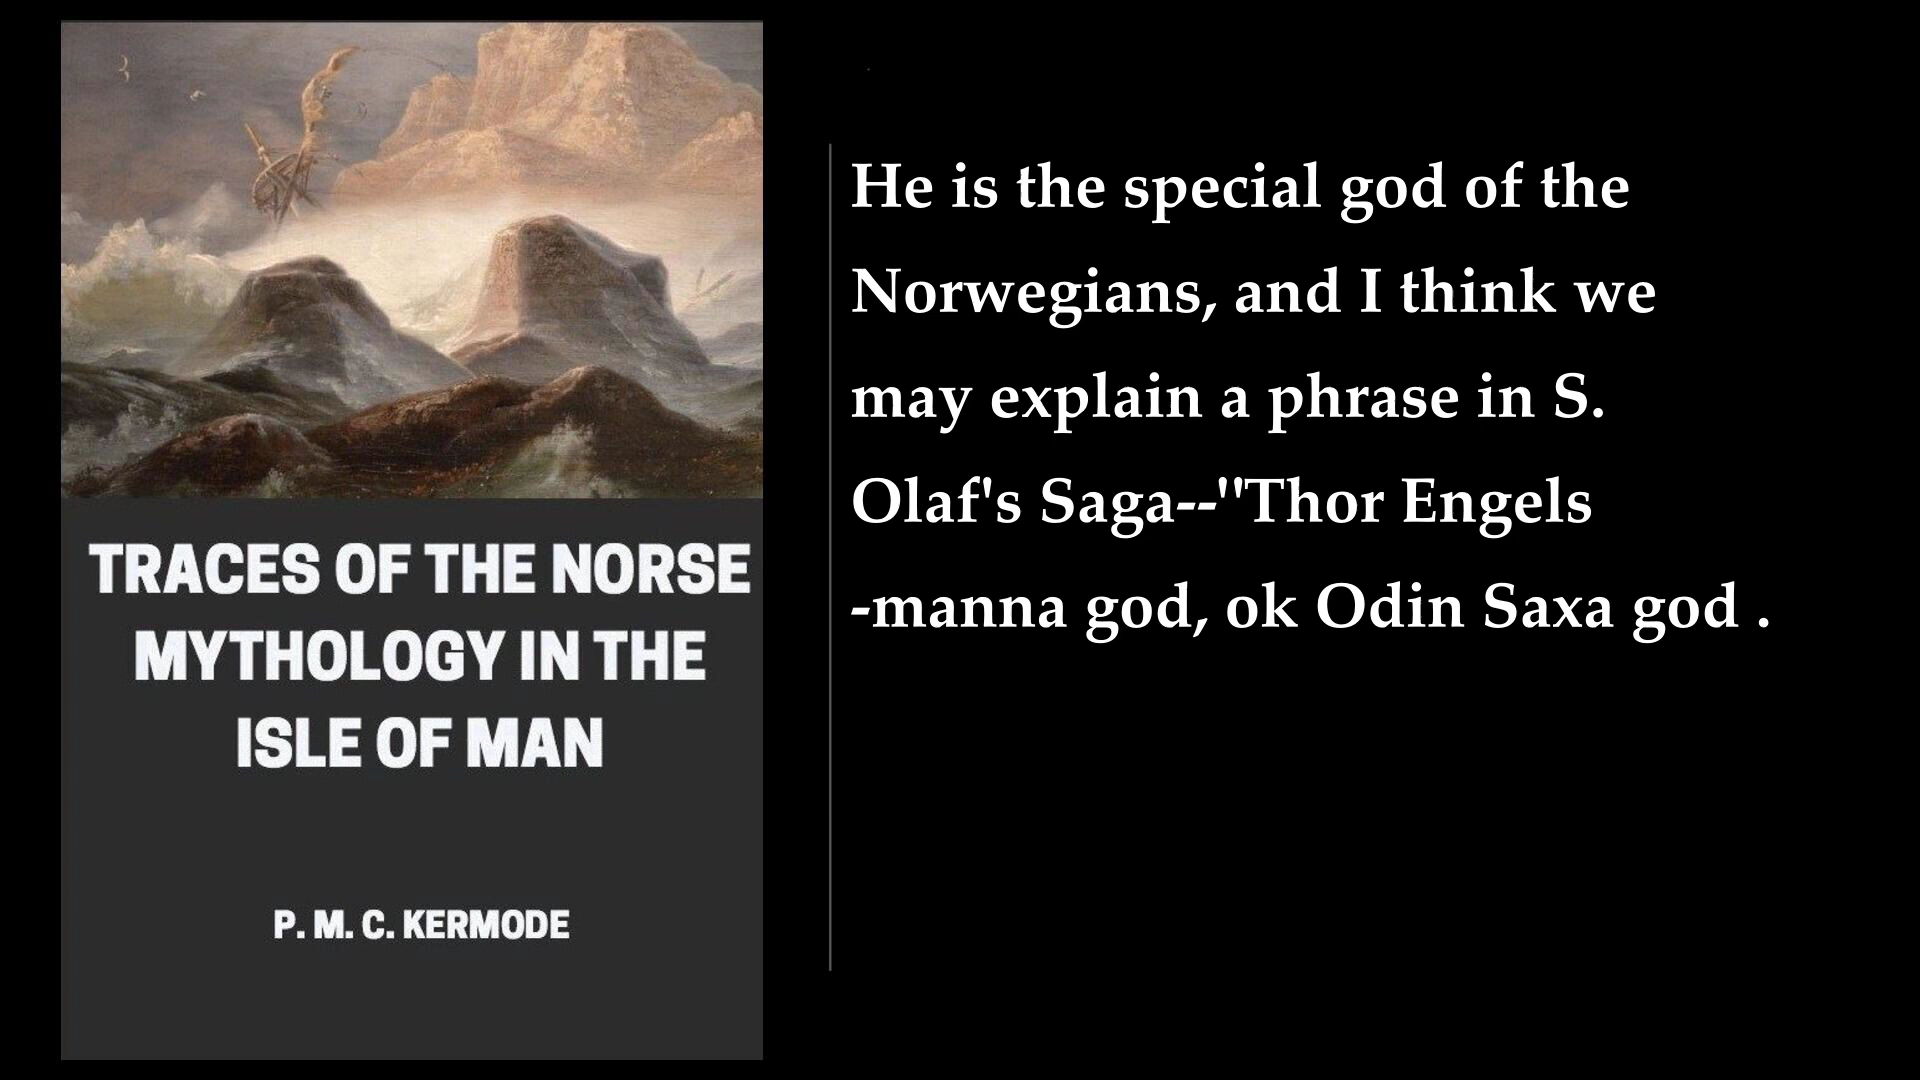 TRACES OF THE NORSE
MYTHOLOGY IN THE
ISLE OF MAN
P. M. C. KERMODE
He is the special god of the
Norwegians, and I think we
may explain a phrase in S.
Olaf's Saga--"Thor Engels
-manna god, ok Odin Saxa god .